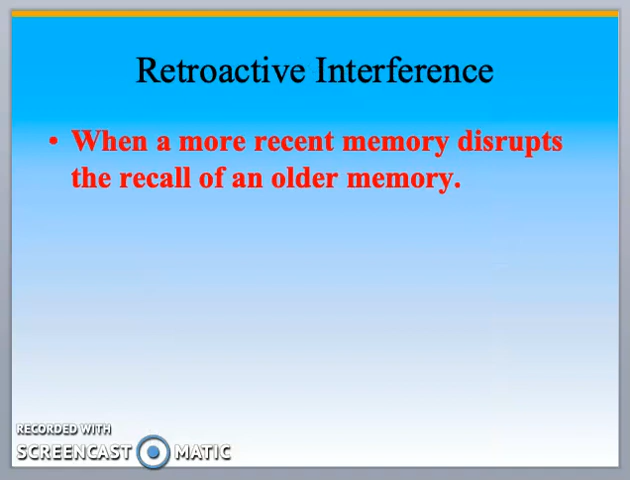 Retroactive Interference
• When a more recent memory disrupts
the recall of an older memory.
RECORDED WITH
SCREENCAST MATIC